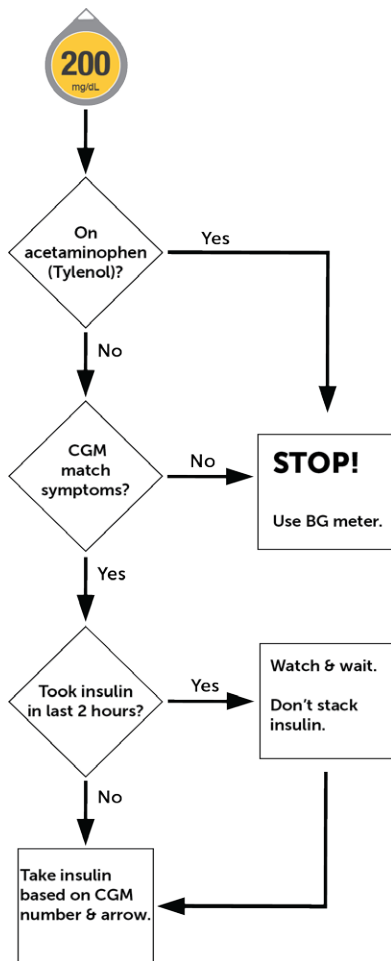 200
mg/dL
On
acetaminophen
(Tylenol)?
Yes
No
CGM
match
symptoms?
No
STOP!
Use BG meter.
Yes
Took insulin
in last 2 hours?
Yes
Watch & wait.
Don't stack
insulin.
No
Take insulin
based on CGM
number & arrow.